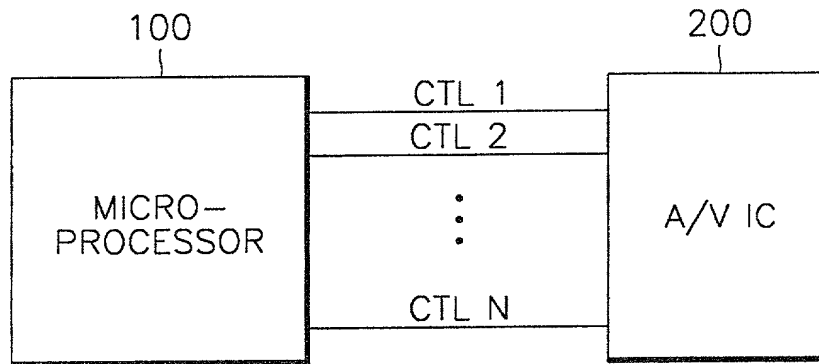 100
200
MICRO-
PROCESSOR
CTL 1
CTL 2
CTL N
A/V IC